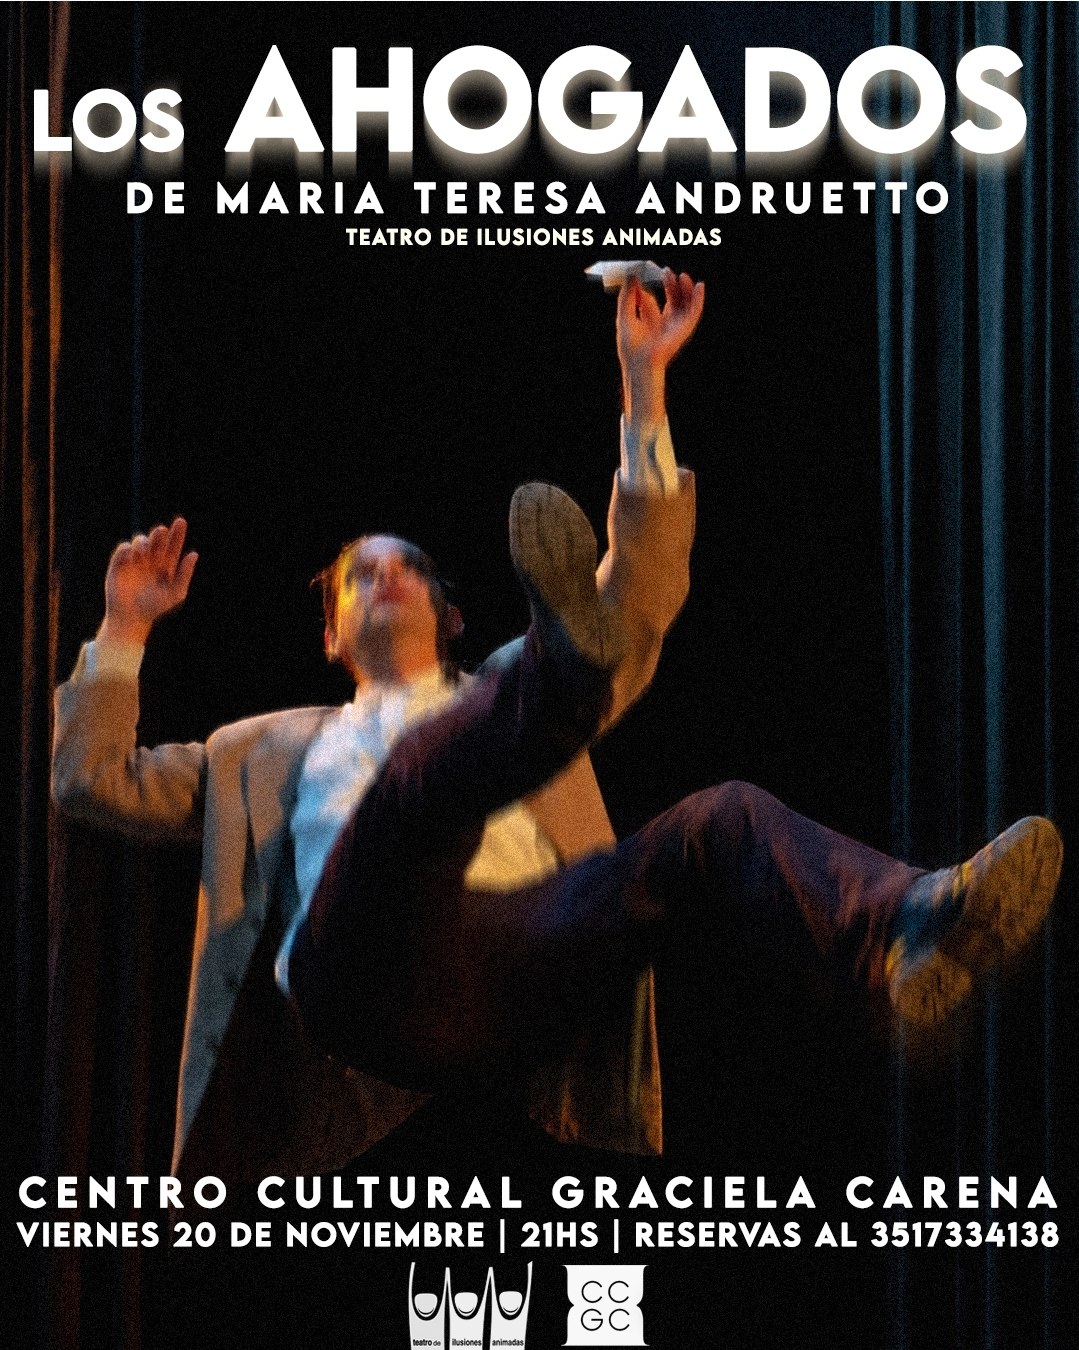 LOS AHOGADOS
DE MARIA TERESA ANDRUETTO
TEATRO DE ILUSIONES ANIMADAS
CENTRO CULTURAL GRACIELA CARENA
VIERNES 20 DE NOVIEMBRE | 21HS | RESERVAS AL 3517334138
teatro de ilusiones animadas
CC
GC